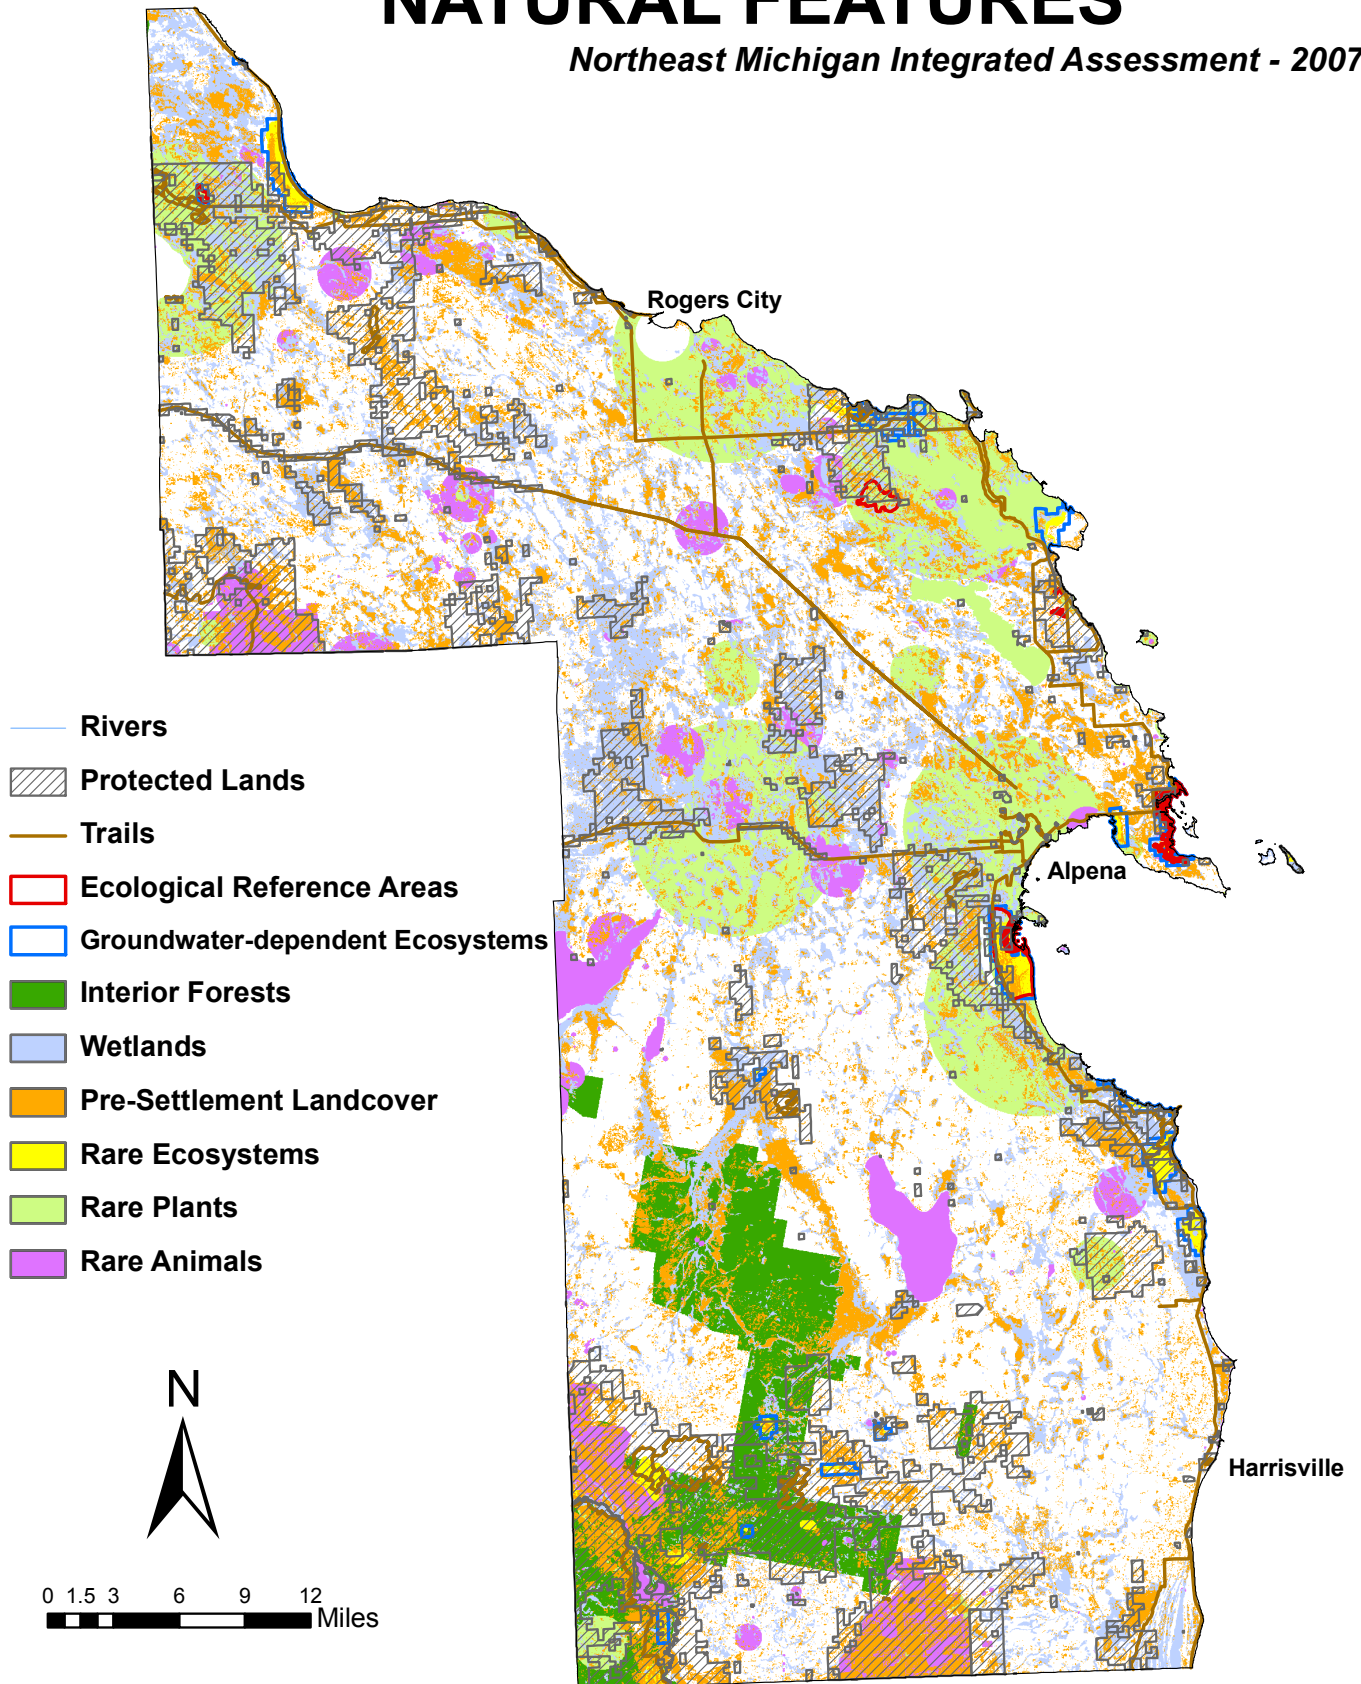 NATURAL FEATURES
Northeast Michigan Integrated Assessment - 2007
Rogers City
Rivers
Protected Lands
Trails
Ecological Reference Areas
Groundwater-dependent Ecosystems
Interior Forests
Wetlands
Pre-Settlement Landcover
Rare Ecosystems
Rare Plants
Rare Animals
Alpena
Harrisville
N
0 1.5 3 6 9 12
Miles